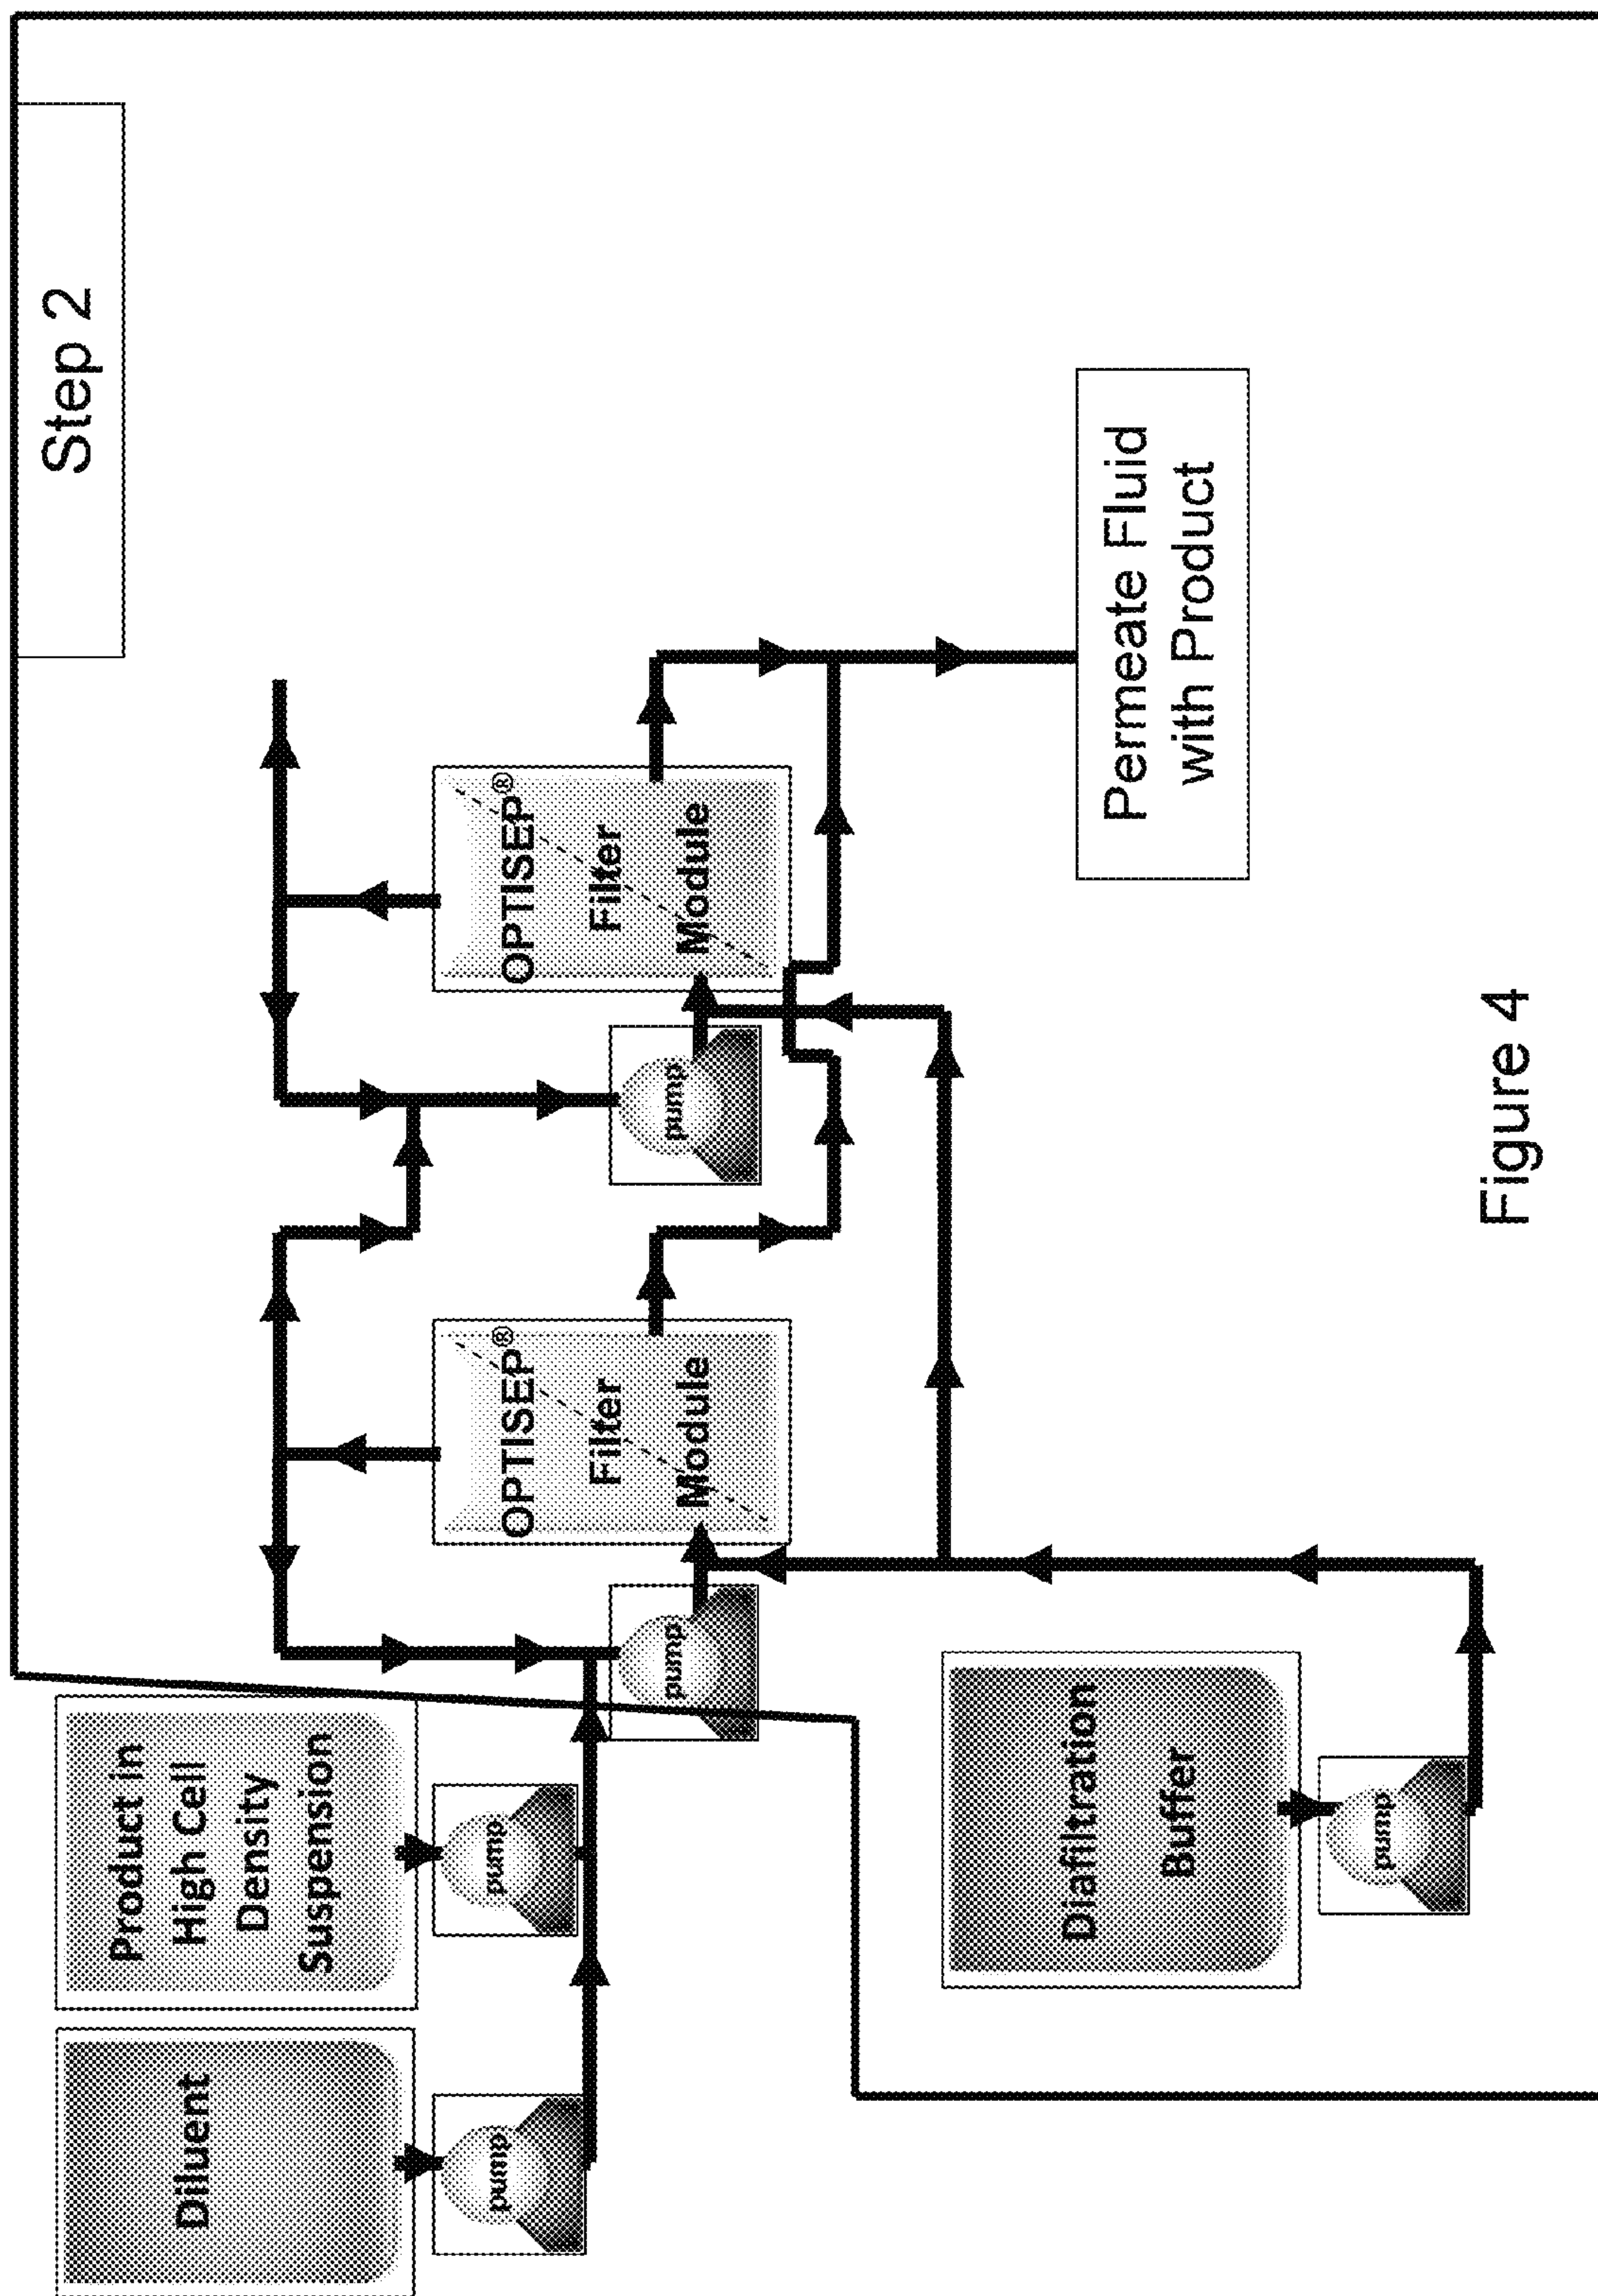 Step 2
Diluent
Product in
High Cell
Density
Suspension
pump
pump
pump
OPTISEP®
Filter
Module
pump
OPTISEP®
Filter
Module
Diafiltration
Buffer
pump
Permeate Fluid
with Product
Figure 4